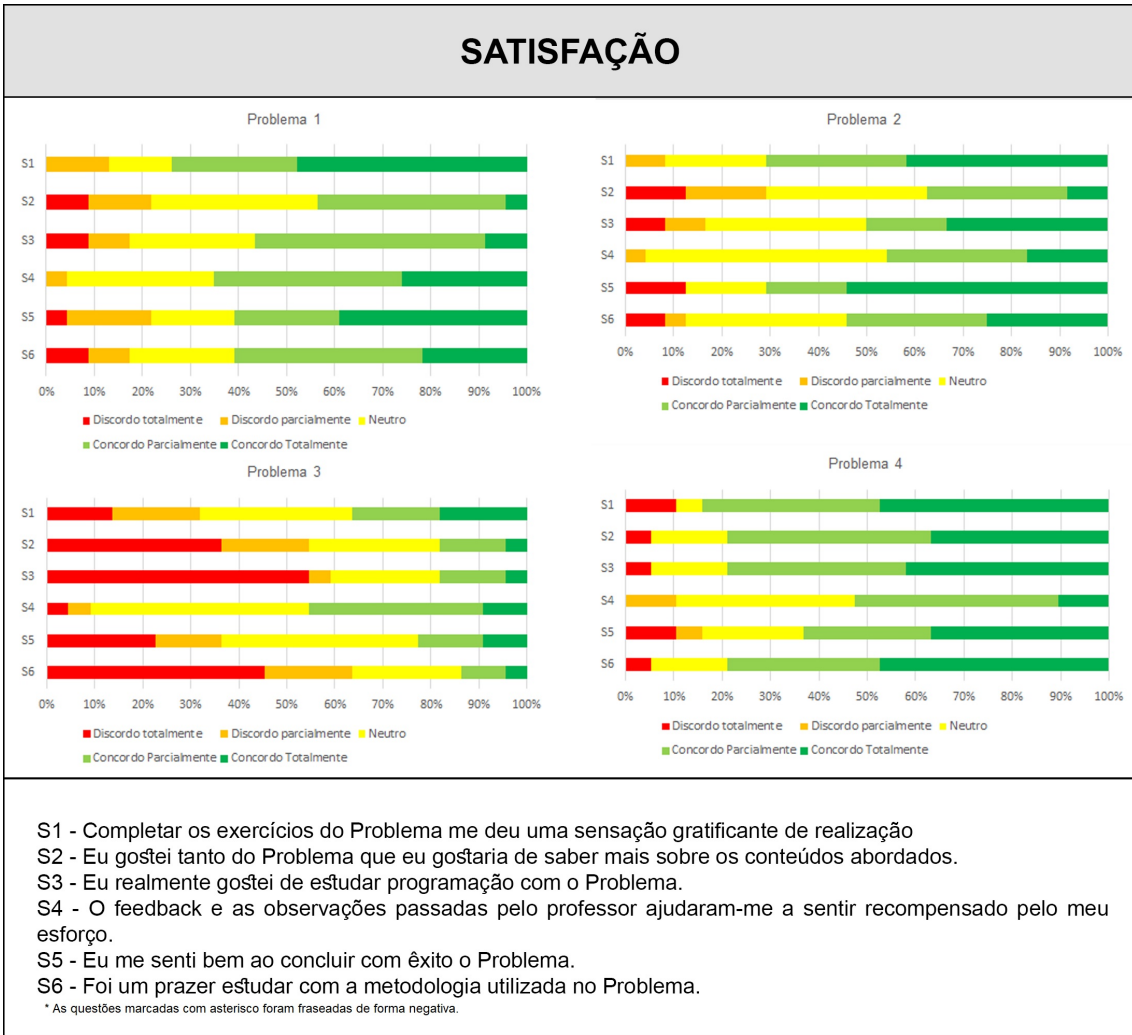 SATISFAÇÃO
Problema 1
S1
S2
S3
S4
S5
S6
0% 10% 20% 30% 40% 50% 60% 70% 80% 90% 100%
Discordo totalmente Discordo parcialmente Neutro
Concordo Parcialmente Concordo Totalmente
Problema 2
S1
S2
S3
S4
S5
S6
0% 10% 20% 30% 40% 50% 60% 70% 80% 90% 100%
Discordo totalmente Discordo parcialmente Neutro
Concordo Parcialmente Concordo Totalmente
Problema 3
S1
S2
S3
S4
S5
S6
0% 10% 20% 30% 40% 50% 60% 70% 80% 90% 100%
Discordo totalmente Discordo parcialmente Neutro
Concordo Parcialmente Concordo Totalmente
Problema 4
S1
S2
S3
S4
S5
S6
0% 10% 20% 30% 40% 50% 60% 70% 80% 90% 100%
Discordo totalmente Discordo parcialmente Neutro
Concordo Parcialmente Concordo Totalmente
S1 - Completar os exercícios do Problema me deu uma sensação gratificante de realização
S2 - Eu gostei tanto do Problema que eu gostaria de saber mais sobre os conteúdos abordados.
S3 - Eu realmente gostei de estudar programação com o Problema.
S4 - O feedback e as observações passadas pelo professor ajudaram-me a sentir recompensado pelo meu
esforço.
S5 - Eu me senti bem ao concluir com êxito o Problema.
S6 - Foi um prazer estudar com a metodologia utilizada no Problema.
* As questões marcadas com asterisco foram fraseadas de forma negativa.